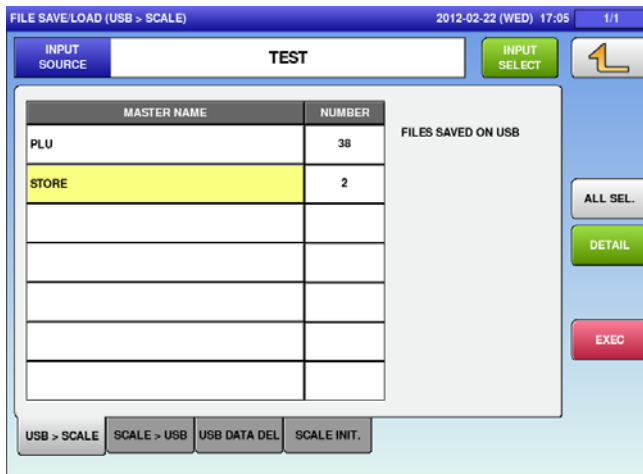 FILE SAVE/LOAD (USB > SCALE) 2012-02-22 (WED) 17:05 1/1
INPUT SOURCE TEST INPUT SELECT
MASTER NAME NUMBER
PLU 38
STORE 2
FILES SAVED ON USB
ALL SEL.
DETAIL
EXEC
USB > SCALE SCALE > USB USB DATA DEL SCALE INIT.